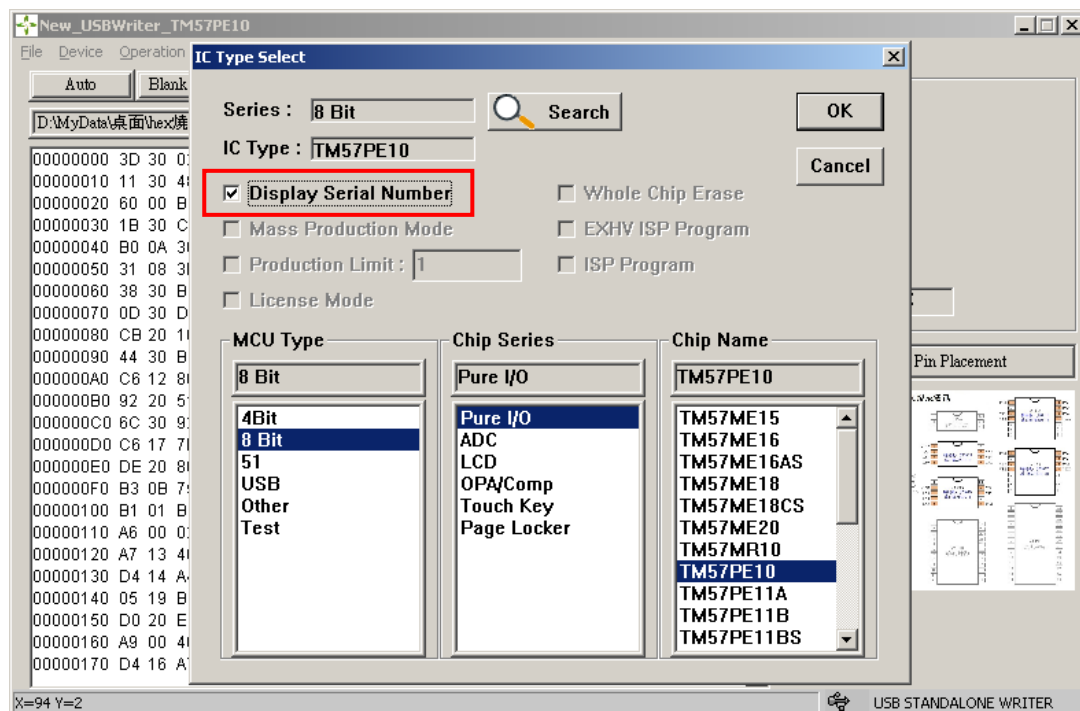 New_USBWriter_TM57PE10
File Device Operation
IC Type Select
Auto
Blank
D:\MyData\桌面\hex\燒
Series : 8 Bit
Search
OK
IC Type : TM57PE10
Cancel
Display Serial Number
Whole Chip Erase
Mass Production Mode
EXHV ISP Program
Production Limit : 1
ISP Program
License Mode
MCU Type
Chip Series
Chip Name
8 Bit
Pure I/O
TM57PE10
4Bit
8 Bit
51
USB
Other
Test
Pure I/O
ADC
LCD
OPA/Comp
Touch Key
Page Locker
TM57ME15
TM57ME16
TM57ME16AS
TM57ME18
TM57ME18CS
TM57ME20
TM57MR10
TM57PE10
TM57PE11A
TM57PE11B
TM57PE11BS
00000000 3D 30
00000010 11 30
00000020 60 00
00000030 1B 30
00000040 B0 0A
00000050 31 08
00000060 38 30
00000070 0D 30
00000080 CB 20
00000090 44 30
000000A0 C6 12
000000B0 92 20
000000C0 6C 30
000000D0 C6 17
000000E0 DE 20
000000F0 B3 0B
00000100 B1 01
00000110 A6 00
00000120 A7 13
00000130 D4 14
00000140 05 19
00000150 D0 20
00000160 A9 00
00000170 D4 16
Pin Placement
X=94 Y=2
USB STANDALONE WRITER